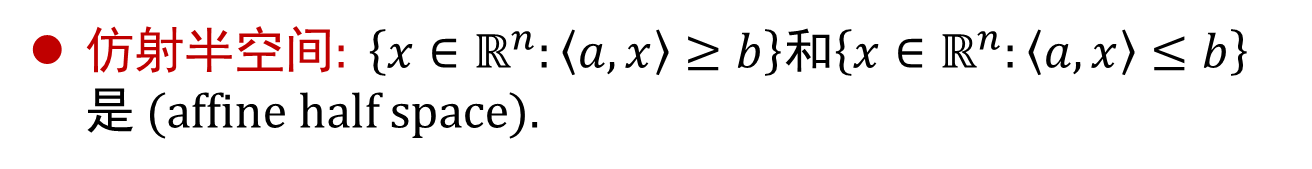 ● 仿射半空间: {𝑥 ∈ ℝⁿ: ⟨𝑎, 𝑥⟩ ≥ 𝑏}和{𝑥 ∈ ℝⁿ: ⟨𝑎, 𝑥⟩ ≤ 𝑏}
是 (affine half space).